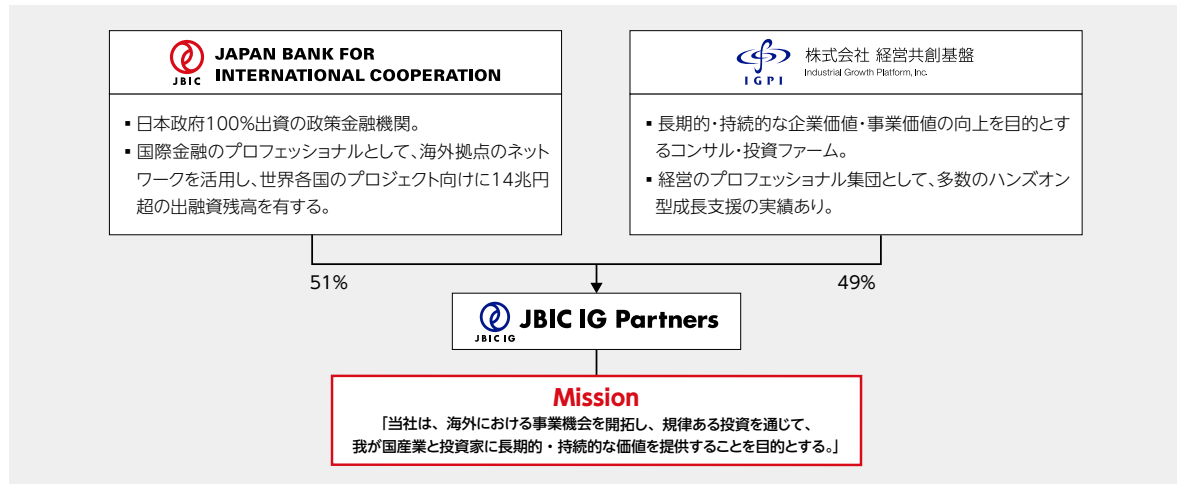 JBIC
JAPAN BANK FOR
INTERNATIONAL COOPERATION
▪ 日本政府100%出資の政策金融機関。
▪ 国際金融のプロフェッショナルとして、海外拠点のネット
ワークを活用し、世界各国のプロジェクト向けに14兆円
超の出融資残高を有する。
IGPI
株式会社 経営共創基盤
Industrial Growth Platform, Inc.
▪ 長期的・持続的な企業価値・事業価値の向上を目的とす
るコンサル・投資ファーム。
▪ 経営のプロフェッショナル集団として、多数のハンズオン
型成長支援の実績あり。
51%
49%
JBIC IG
JBIC IG Partners
Mission
「当社は、海外における事業機会を開拓し、規律ある投資を通じて、
我が国産業と投資家に長期的・持続的な価値を提供することを目的とする。」